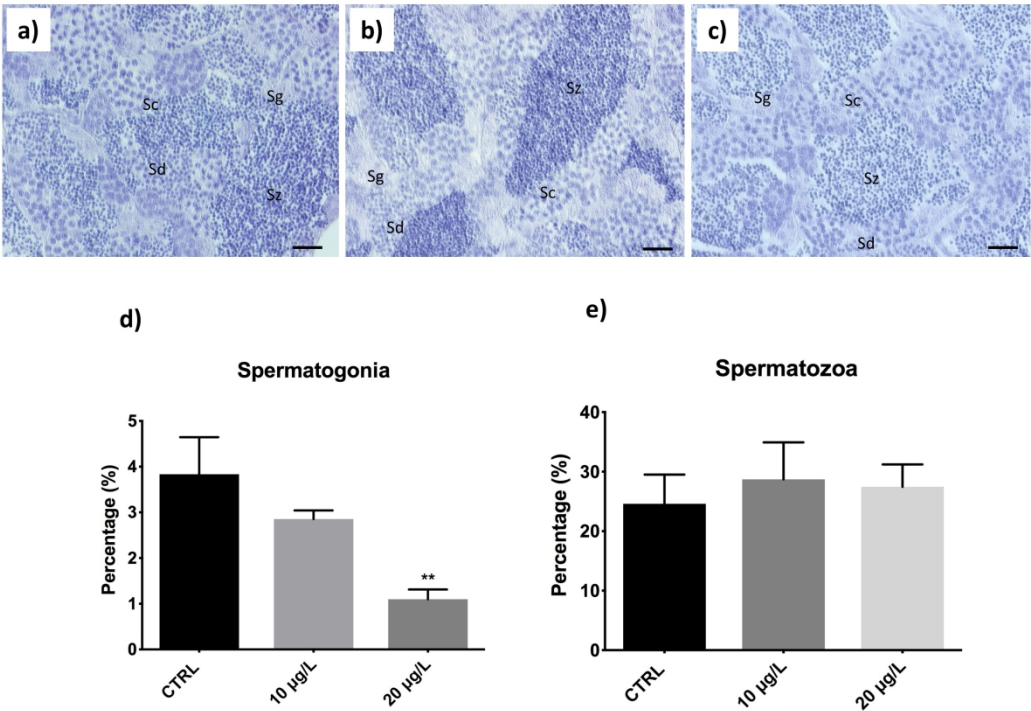 a)
Sc
Sg
Sd
Sz
b)
Sz
Sg
Sc
Sd
c)
Sg
Sc
Sz
Sd
d)
Spermatogonia
Percentage (%)
5
4
3
2
1
0
**
CTRL
10 µg/L
20 µg/L
e)
Spermatozoa
Percentage (%)
40
30
20
10
0
CTRL
10 µg/L
20 µg/L